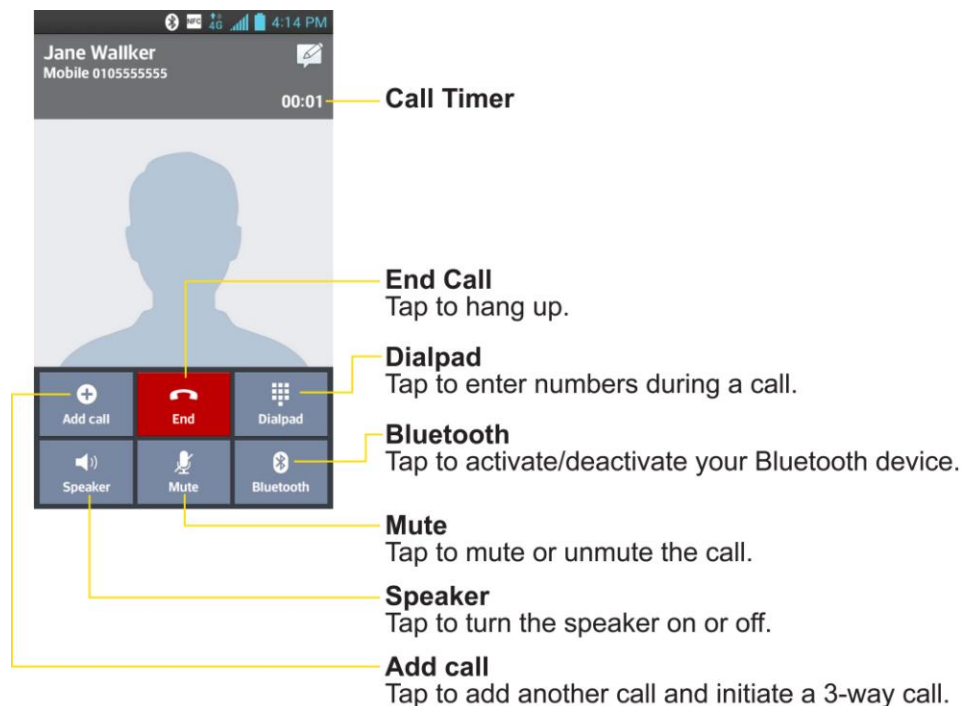 NFC 4G 4:14 PM
Jane Wallker
Mobile 0105555555
00:01
Call Timer
End Call
Tap to hang up.
Dialpad
Tap to enter numbers during a call.
Add call End Dialpad
Bluetooth
Tap to activate/deactivate your Bluetooth device.
Speaker Mute Bluetooth
Mute
Tap to mute or unmute the call.
Speaker
Tap to turn the speaker on or off.
Add call
Tap to add another call and initiate a 3-way call.